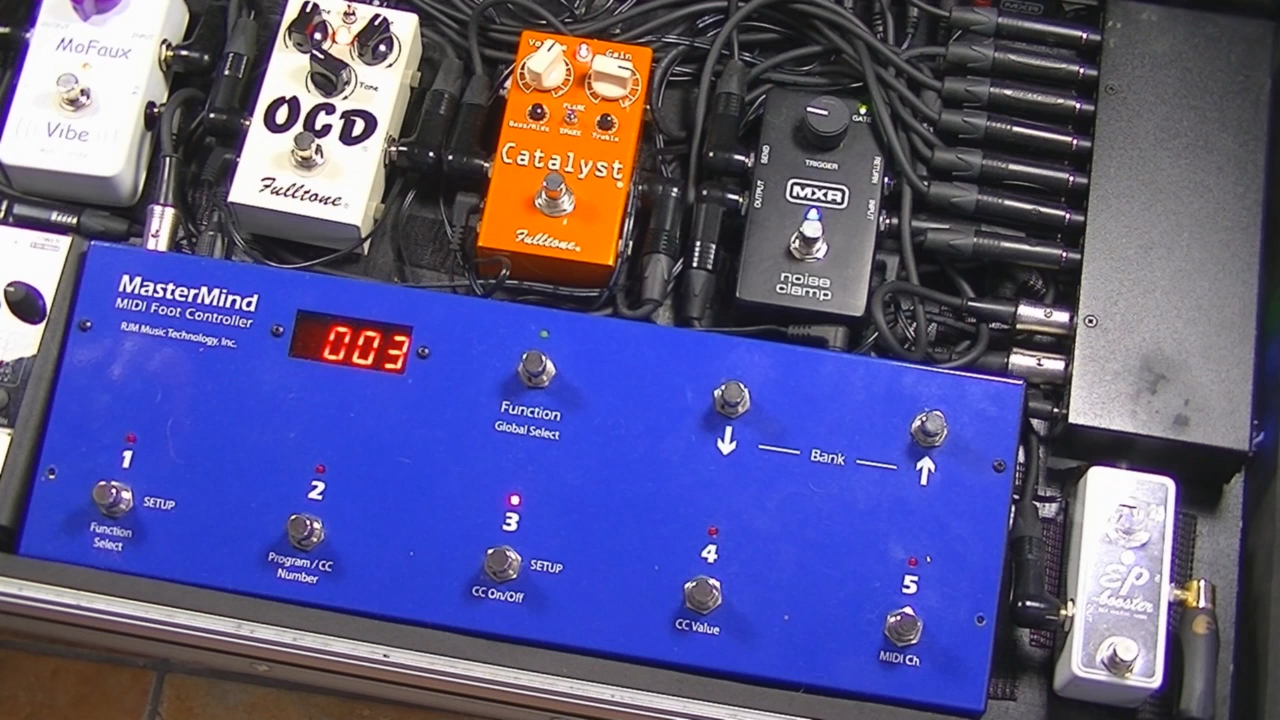 MoFaux
Vibe
Tone
OCD
Fulltone®
Volume
Gain
FLARE
SPARK
Bass/Mids
Treble
Catalyst®
Fulltone®
GATE
TRIGGER
SEND
RETURN
OUTPUT
INPUT
MXR
noise
clamp
MXR
MasterMind
MIDI Foot Controller
RJM Music Technology, Inc.
003
Function
Global Select
↓ — Bank — ↑
1
SETUP
Function
Select
2
Program / CC
Number
3
SETUP
CC On/Off
4
CC Value
5
MIDI Ch.
EP
booster